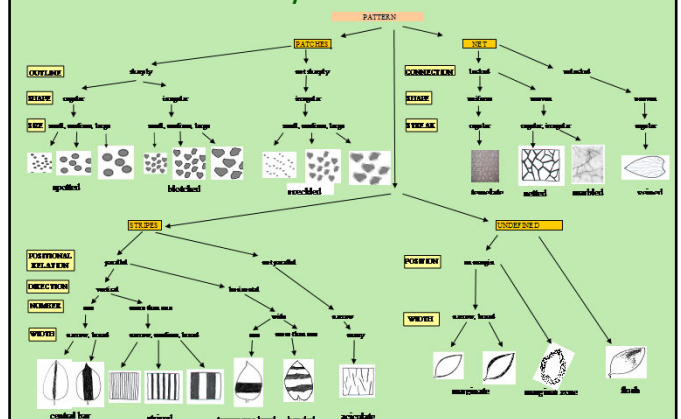 PATTERN
PATCHES NET
OUTLINE sharply not sharply CONNECTION
SHAPE regular irregular irregular SHAPE uniform uneven uneven
SIZE small, medium, large small, medium, large small, medium, large STREAK regular regular, irregular regular
spotted blotched freckled netted marbled veined
STRIPES UNDEFINED
POSITIONAL RELATION parallel not parallel POSITION on margin
DIRECTION vertical horizontal
NUMBER one more than one wide narrow
WIDTH narrow, broad narrow, medium, broad one more than one many WIDTH narrow, broad
marginate margined zone flush
central bar striped banded aciculate